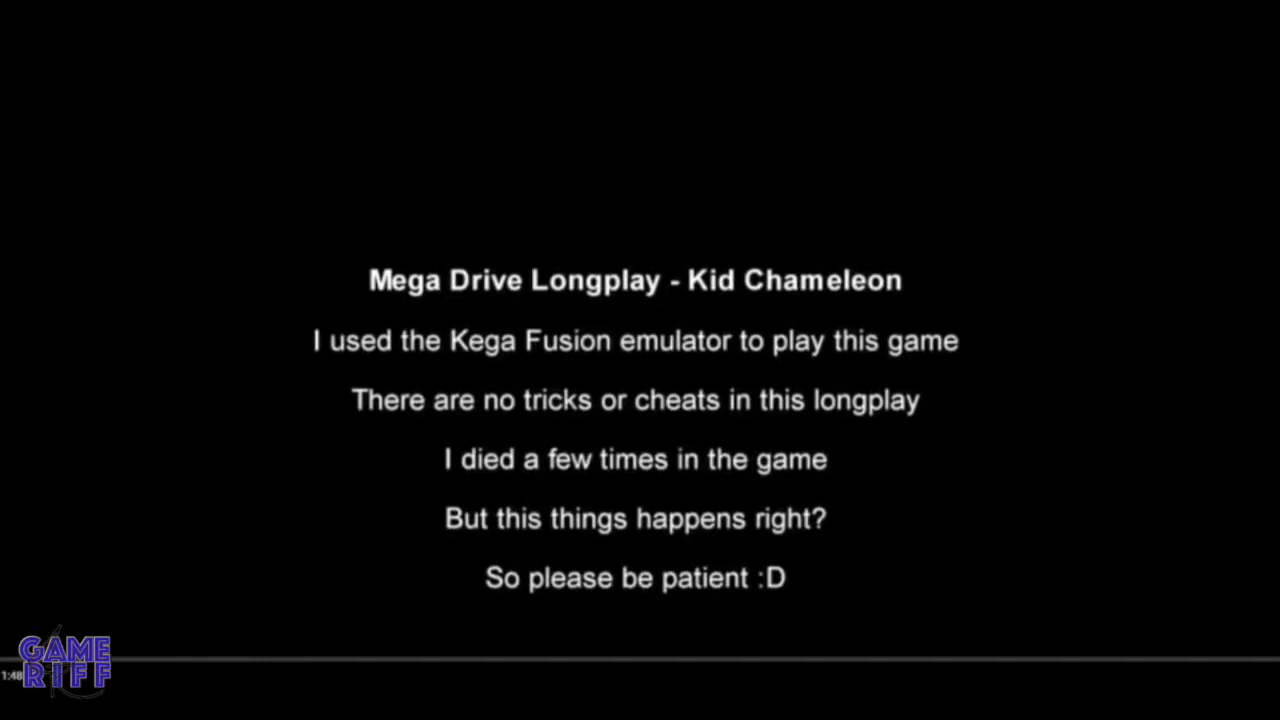 Mega Drive Longplay - Kid Chameleon
I used the Kega Fusion emulator to play this game
There are no tricks or cheats in this longplay
I died a few times in the game
But this things happens right?
So please be patient :D
GAME
RIFF
1:48